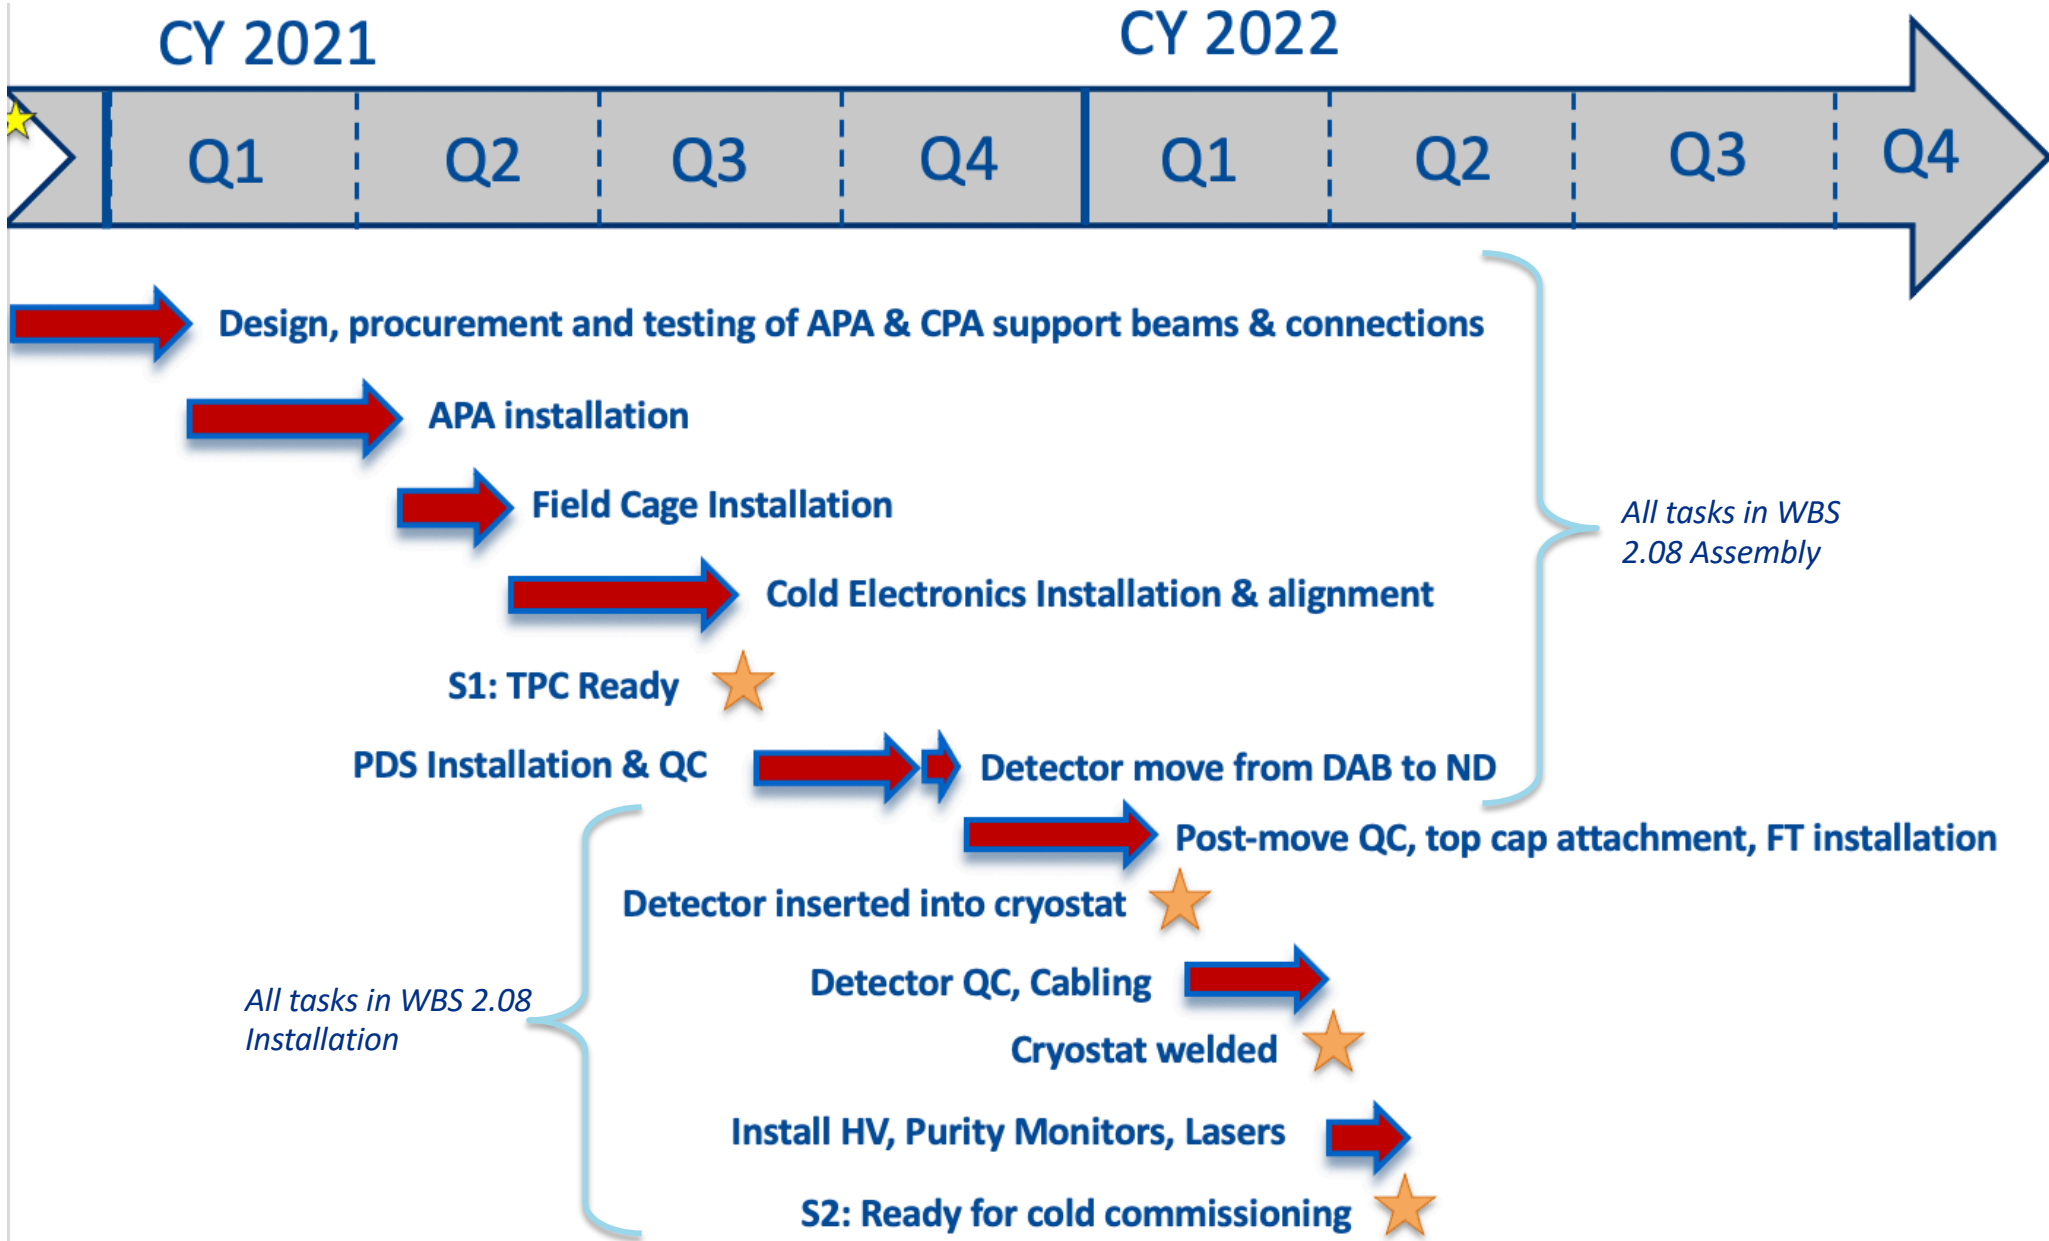 CY 2021
CY 2022
Q1
Q2
Q3
Q4
Q1
Q2
Q3
Q4
Design, procurement and testing of APA & CPA support beams & connections
APA installation
Field Cage Installation
All tasks in WBS
2.08 Assembly
Cold Electronics Installation & alignment
S1: TPC Ready
PDS Installation & QC
Detector move from DAB to ND
Post-move QC, top cap attachment, FT installation
Detector inserted into cryostat
Detector QC, Cabling
All tasks in WBS 2.08
Installation
Cryostat welded
Install HV, Purity Monitors, Lasers
S2: Ready for cold commissioning